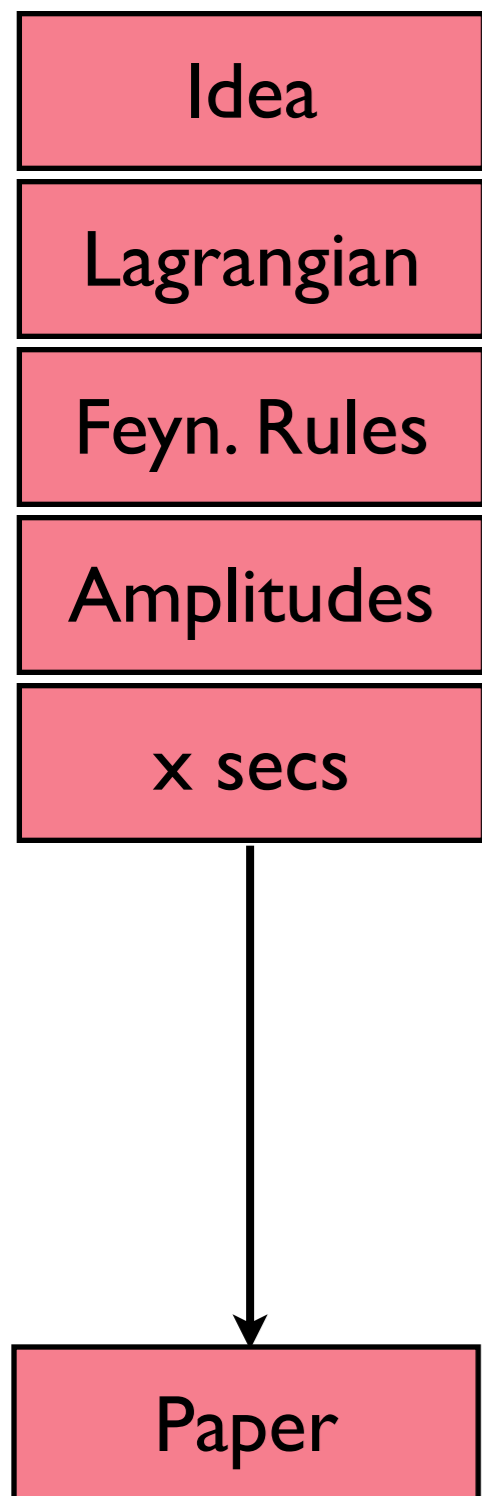 Idea
Lagrangian
Feyn. Rules
Amplitudes
x secs
Paper